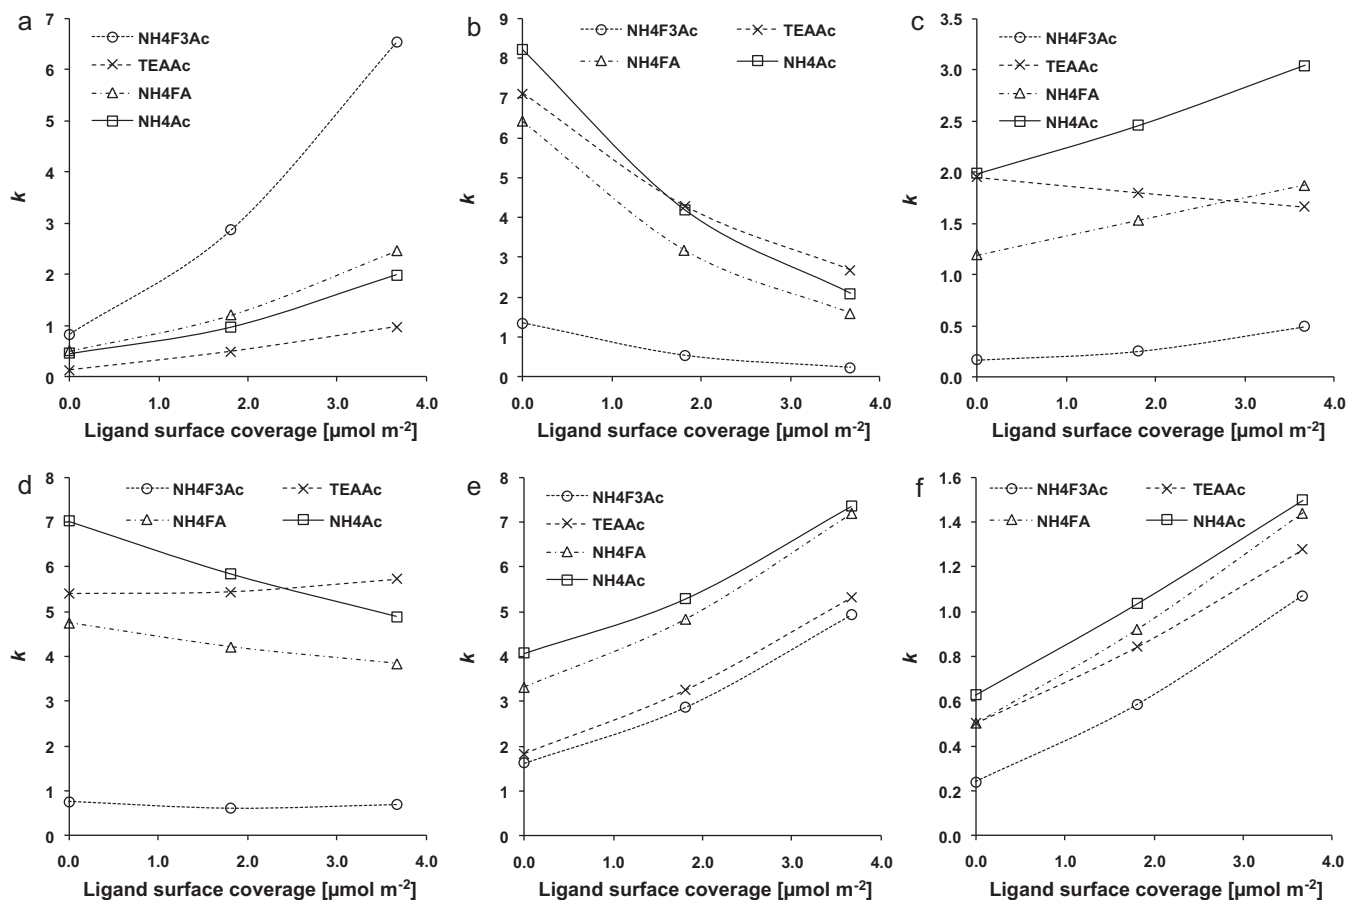 a
7
6
5
4
3
2
1
0
k
NH4F3Ac
TEAAc
NH4FA
NH4Ac
0.0 1.0 2.0 3.0 4.0
Ligand surface coverage [µmol m-2]
b
9
8
7
6
5
4
3
2
1
0
k
NH4F3Ac TEAAc
NH4FA NH4Ac
0.0 1.0 2.0 3.0 4.0
Ligand surface coverage [µmol m-2]
c
3.5
3.0
2.5
2.0
1.5
1.0
0.5
0.0
k
NH4F3Ac
TEAAc
NH4FA
NH4Ac
0.0 1.0 2.0 3.0 4.0
Ligand surface coverage [µmol m-2]
d
8
7
6
5
4
3
2
1
0
k
NH4F3Ac TEAAc
NH4FA NH4Ac
0.0 1.0 2.0 3.0 4.0
Ligand surface coverage [µmol m-2]
e
8
7
6
5
4
3
2
1
0
k
NH4F3Ac
TEAAc
NH4FA
NH4Ac
0.0 1.0 2.0 3.0 4.0
Ligand surface coverage [µmol m-2]
f
1.6
1.4
1.2
1.0
0.8
0.6
0.4
0.2
0.0
k
NH4F3Ac TEAAc
NH4FA NH4Ac
0.0 1.0 2.0 3.0 4.0
Ligand surface coverage [µmol m-2]